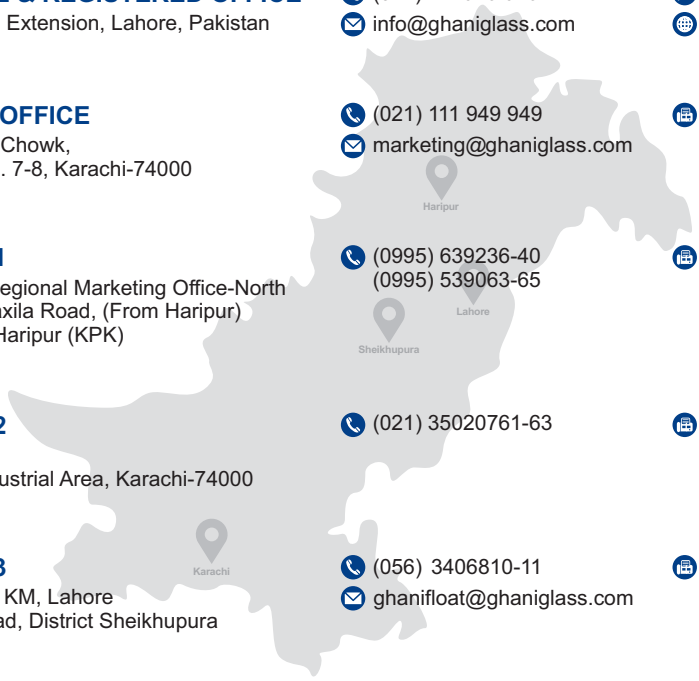 & REGISTERED OFFICE
Extension, Lahore, Pakistan
info@ghaniglass.com
OFFICE
Chowk,
. 7-8, Karachi-74000
(021) 111 949 949
marketing@ghaniglass.com
Haripur
egional Marketing Office-North
xila Road, (From Haripur)
Haripur (KPK)
(0995) 639236-40
(0995) 539063-65
Lahore
Sheikhupura
2
ustrial Area, Karachi-74000
(021) 35020761-63
Karachi
3
KM, Lahore
ad, District Sheikhupura
(056) 3406810-11
ghanifloat@ghaniglass.com